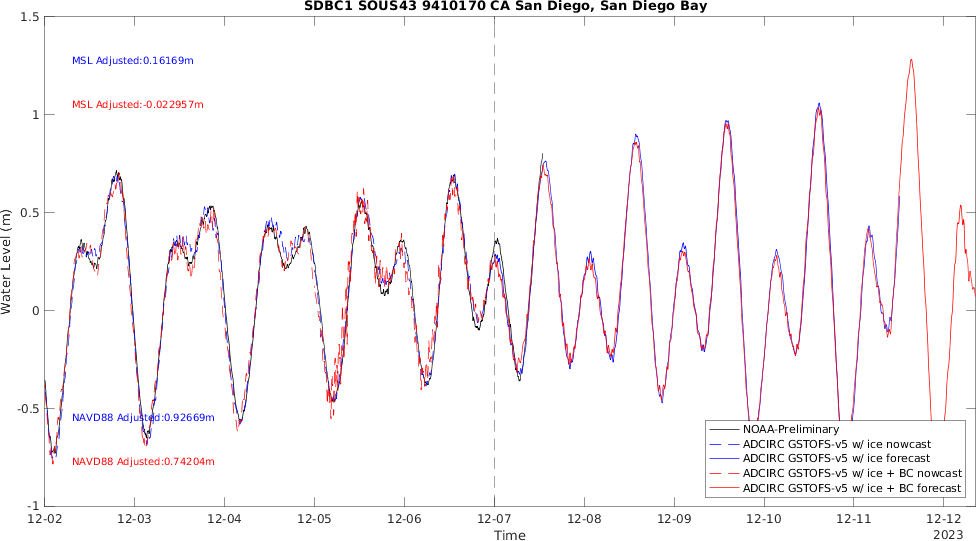 SDBC1 SOUS43 9410170 CA San Diego, San Diego Bay
1.5
MSL Adjusted:0.16169m
MSL Adjusted:-0.022957m
1
0.5
Water Level (m)
0
-0.5
NAVD88 Adjusted:0.92669m
NAVD88 Adjusted:0.74204m
-1
NOAA-Preliminary
ADCIRC GSTOFS-v5 w/ ice nowcast
ADCIRC GSTOFS-v5 w/ ice forecast
ADCIRC GSTOFS-v5 w/ ice + BC nowcast
ADCIRC GSTOFS-v5 w/ ice + BC forecast
12-02 12-03 12-04 12-05 12-06 12-07 12-08 12-09 12-10 12-11 12-12
2023
Time